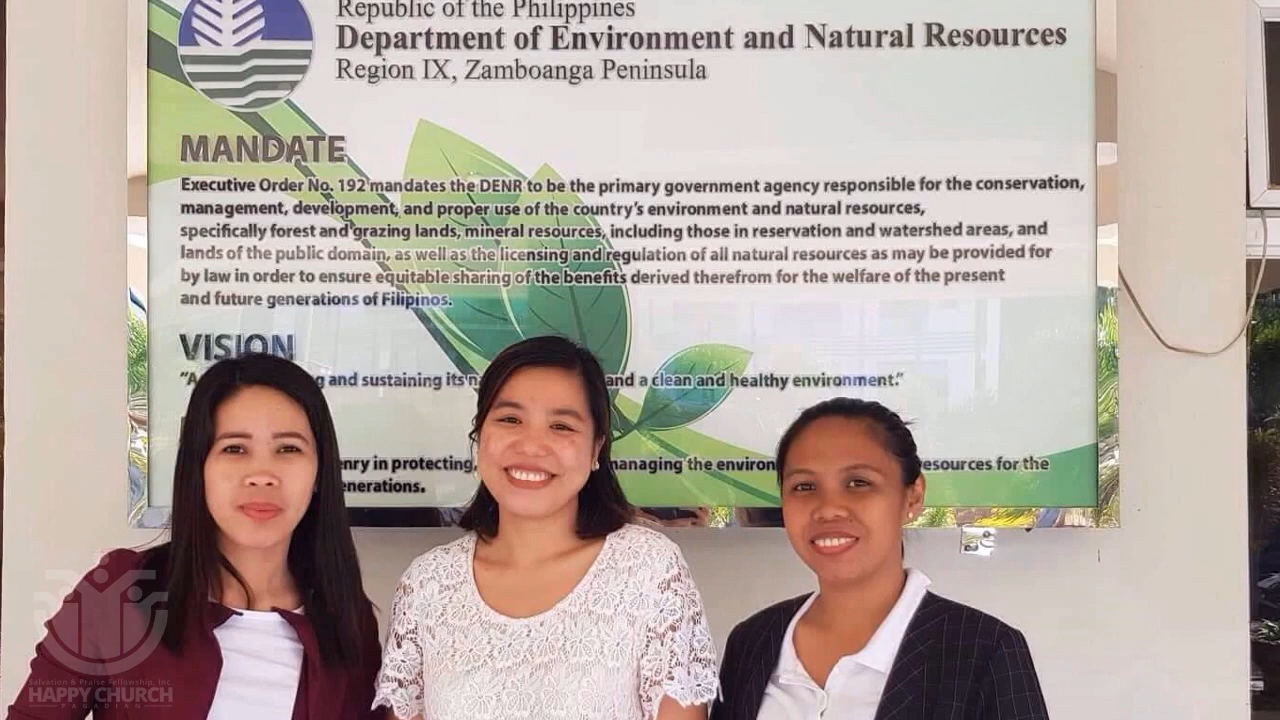 Republic of the Philippines
Department of Environment and Natural Resources
Region IX, Zamboanga Peninsula
MANDATE
Executive Order No. 192 mandates the DENR to be the primary government agency responsible for the conservation,
management, development, and proper use of the country's environment and natural resources,
specifically forest and grazing lands, mineral resources, including those in reservation and watershed areas, and
lands of the public domain, as well as the licensing and regulation of all natural resources as may be provided for
by law in order to ensure equitable sharing of the benefits derived therefrom for the welfare of the present
and future generations of Filipinos.
VISION
and sustaining its and a clean and healthy environment."
in protecting, managing the resources for the
generations.
Salvation & Praise Fellowship, Inc.
HAPPY CHURCH
PAGADIAN